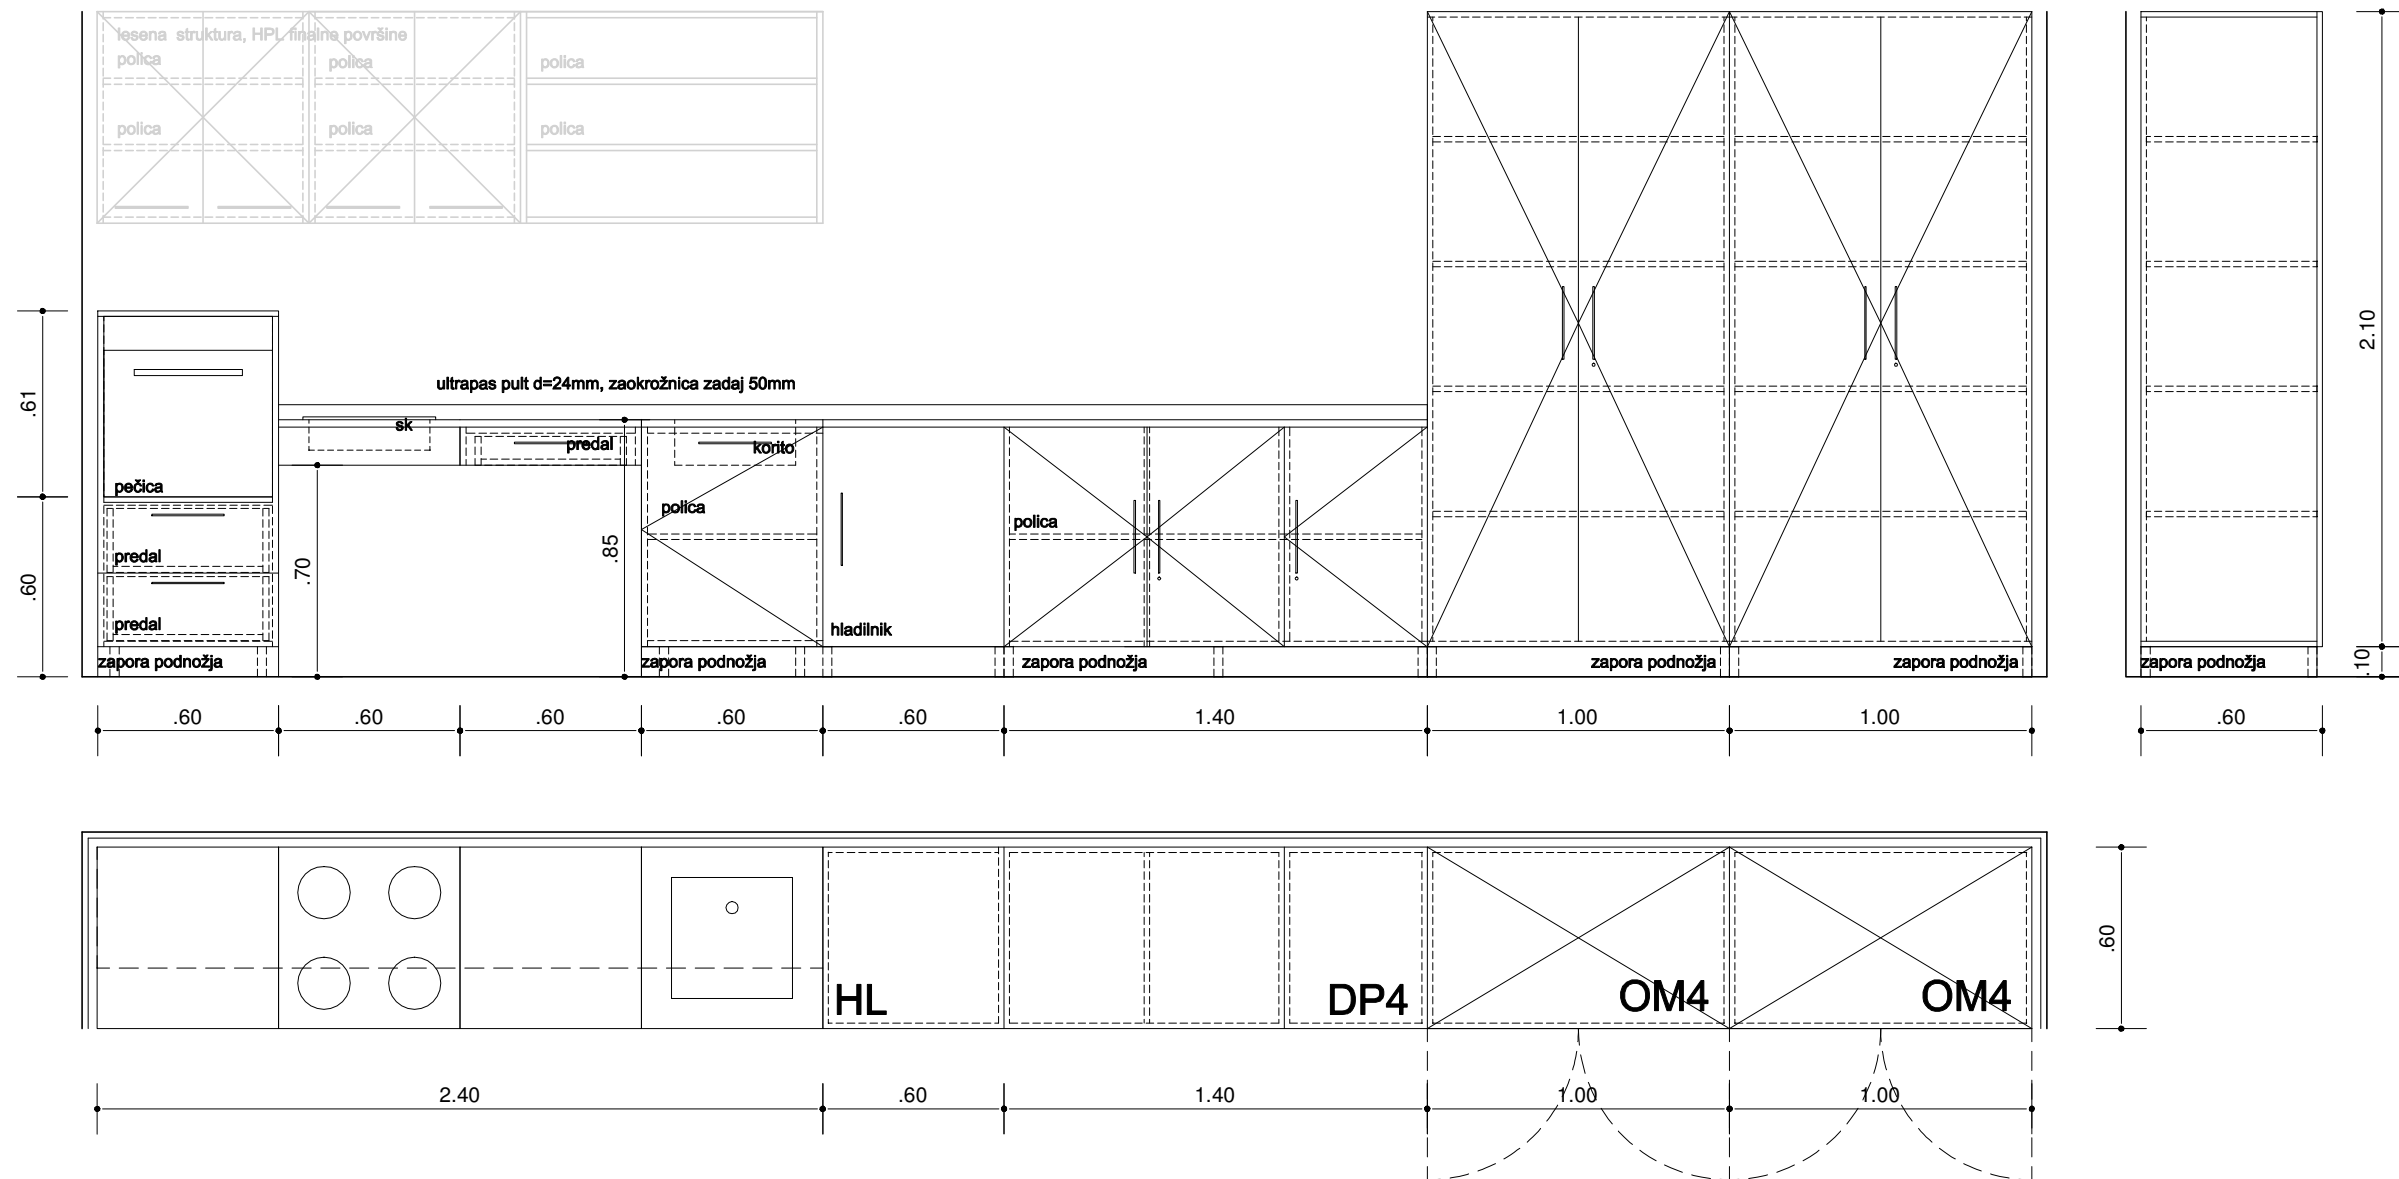 lesena struktura, HPL finalne površine
polica
polica
polica
polica
polica
polica
2.10
.61
ultrapas pult d=24mm, zaokrožnica zadaj 50mm
sk
predal
korito
pečica
polica
polica
.85
.70
.60
predal
predal
hladilnik
zapora podnožja
zapora podnožja
zapora podnožja
zapora podnožja
zapora podnožja
zapora podnožja
.10
.60
.60
.60
.60
.60
1.40
1.00
1.00
.60
.60
HL
DP4
OM4
OM4
2.40
.60
1.40
1.00
1.00